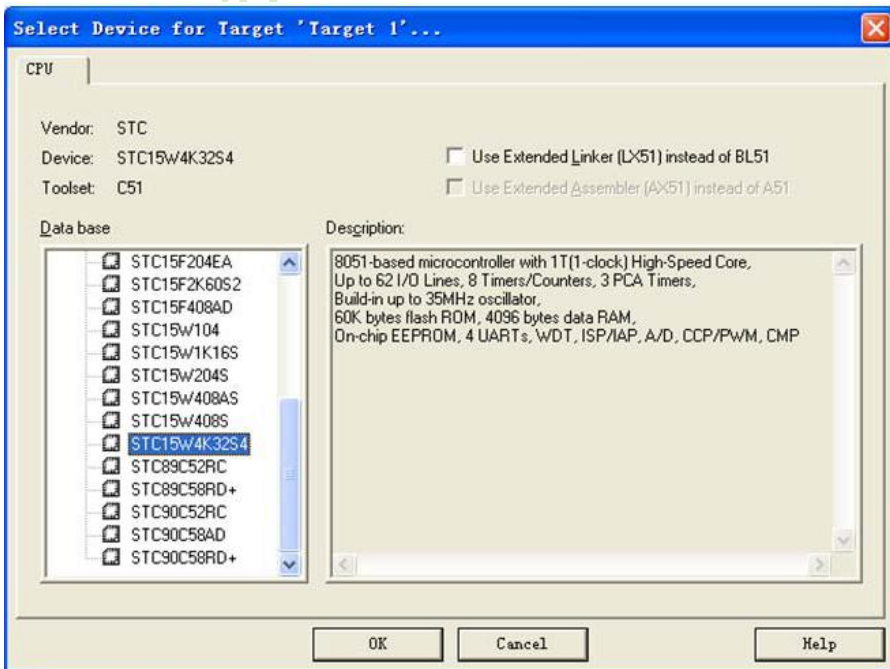 Select Device for Target 'Target 1'...
CPU
Vendor: STC
Device: STC15W4K32S4
Toolset: C51
Use Extended Linker (LX51) instead of BL51
Use Extended Assembler (AX51) instead of A51
Data base
STC15F204EA
STC15F2K60S2
STC15F408AD
STC15W104
STC15W1K16S
STC15W204S
STC15W408AS
STC15W408S
STC15W4K32S4
STC89C52RC
STC89C58RD+
STC90C52RC
STC90C58AD
STC90C58RD+
Description:
8051-based microcontroller with 1T(1-clock) High-Speed Core,
Up to 62 I/O Lines, 8 Timers/Counters, 3 PCA Timers,
Build-in up to 35MHz oscillator,
60K bytes flash ROM, 4096 bytes data RAM,
On-chip EEPROM, 4 UARTs, WDT, ISP/IAP, A/D, CCP/PWM, CMP
OK
Cancel
Help